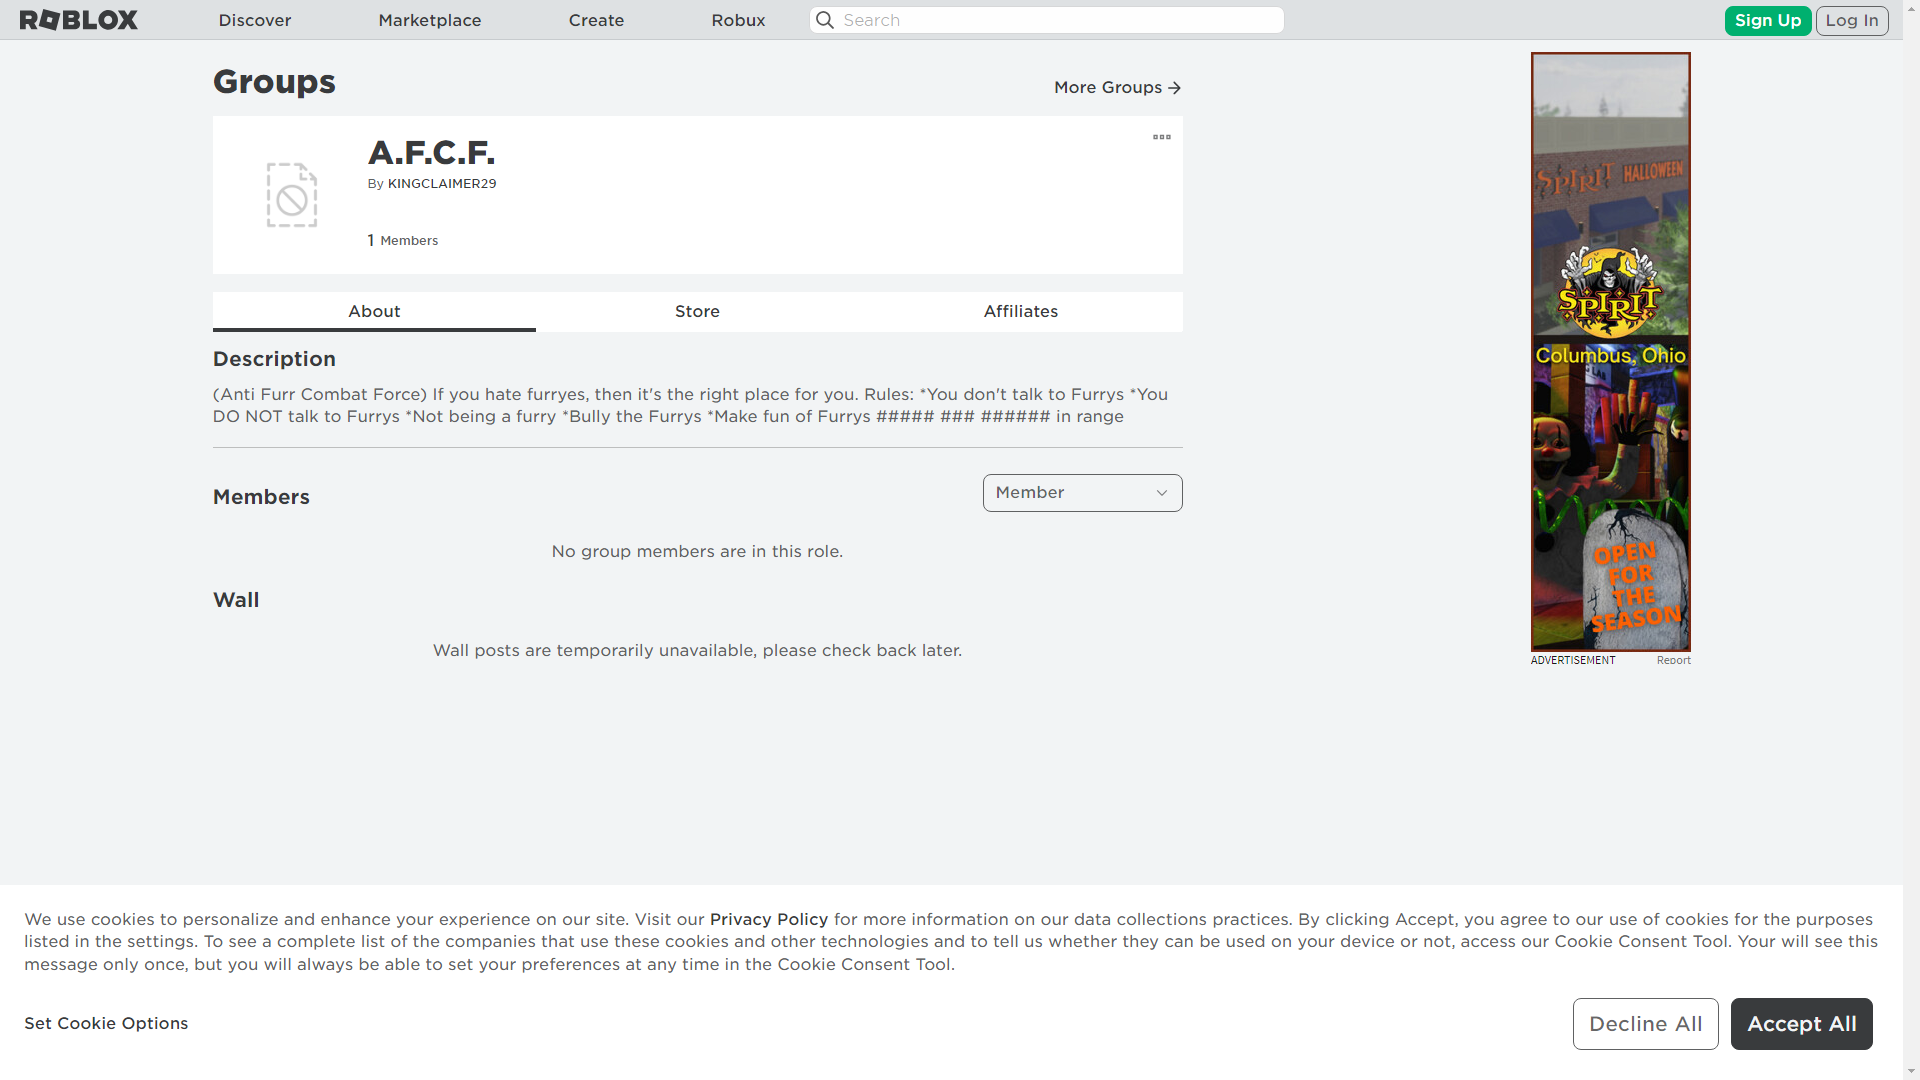 ROBLOX
Discover
Marketplace
Create
Robux
Search
Sign Up
Log In
Groups
More Groups
A.F.C.F.
By KINGCLAIMER29
1 Members
About
Store
Affiliates
Description
(Anti Furr Combat Force) If you hate furryes, then it's the right place for you. Rules: *You don't talk to Furrys *You
DO NOT talk to Furrys *Not being a furry *Bully the Furrys *Make fun of Furrys ##### ### ###### in range
Members
Member
No group members are in this role.
Wall
Wall posts are temporarily unavailable, please check back later.
SPIRIT HALLOWEEN
SPIRIT
Columbus, Ohio
OPEN
FOR
THE
SEASON
ADVERTISEMENT
Report
We use cookies to personalize and enhance your experience on our site. Visit our Privacy Policy for more information on our data collections practices. By clicking Accept, you agree to our use of cookies for the purposes
listed in the settings. To see a complete list of the companies that use these cookies and other technologies and to tell us whether they can be used on your device or not, access our Cookie Consent Tool. Your will see this
message only once, but you will always be able to set your preferences at any time in the Cookie Consent Tool.
Set Cookie Options
Decline All
Accept All